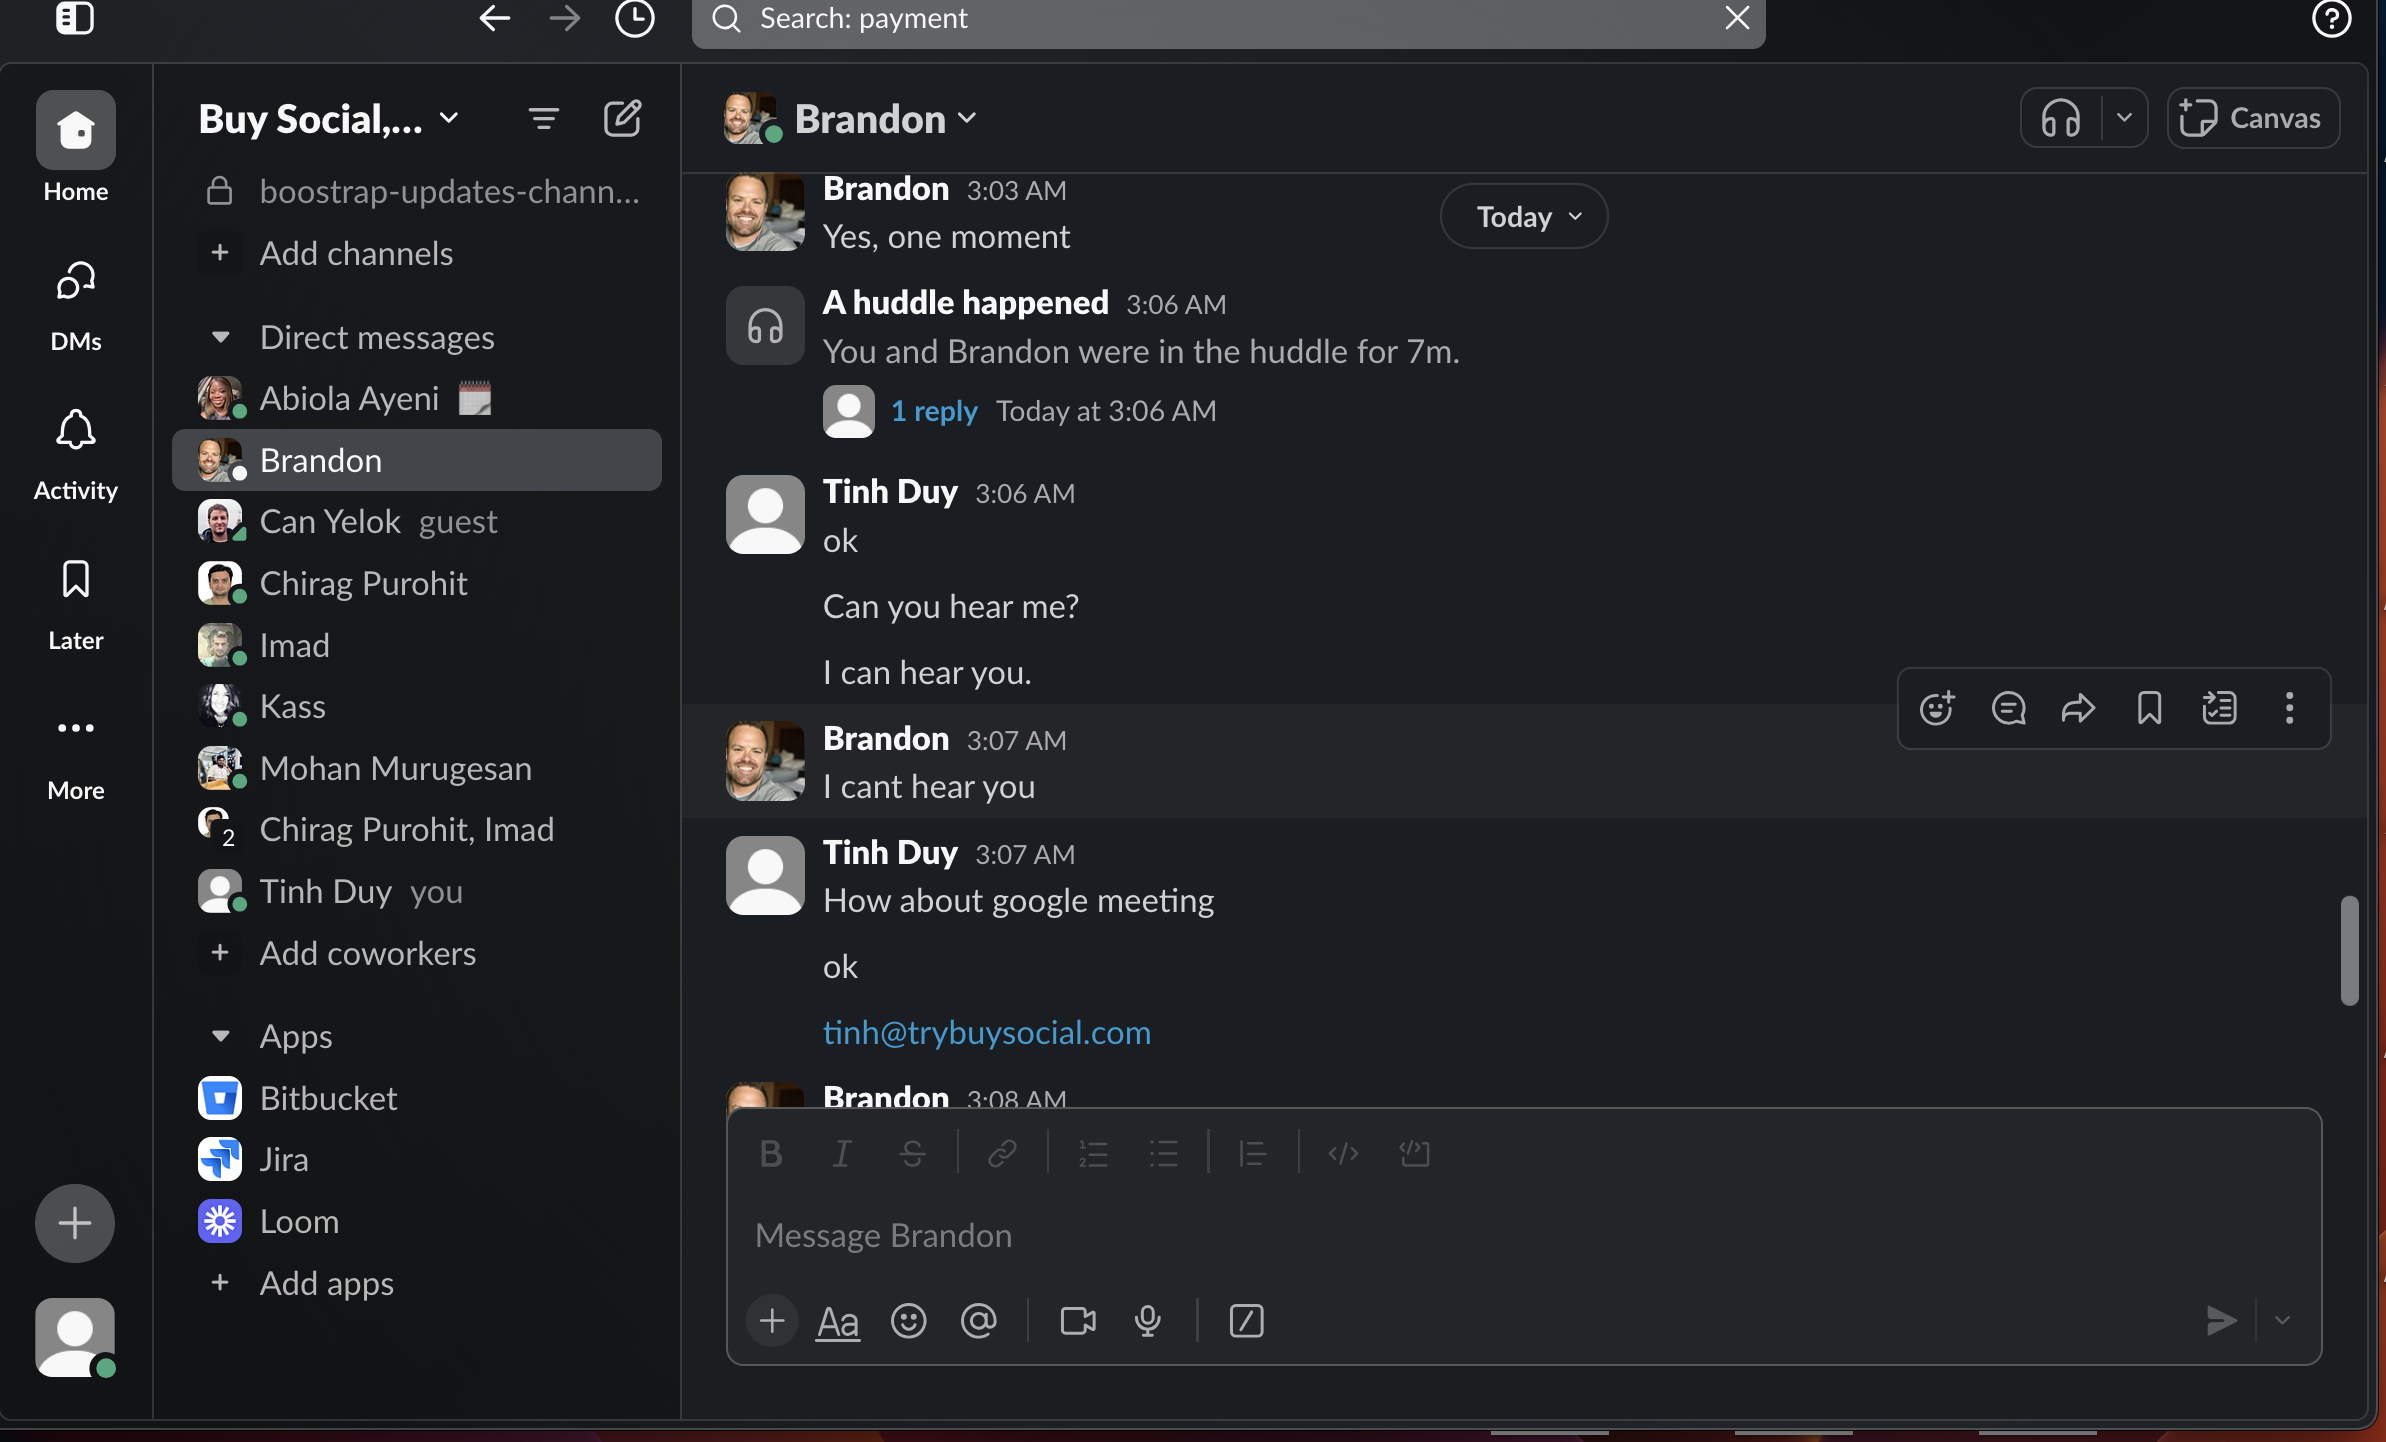 Search: payment
Home
DMs
Activity
Later
More
Buy Social,...
boostrap-updates-chann...
Add channels
Direct messages
Abiola Ayeni
Brandon
Can Yelok guest
Chirag Purohit
Imad
Kass
Mohan Murugesan
2 Chirag Purohit, Imad
Tinh Duy you
Add coworkers
Apps
Bitbucket
Jira
Loom
Add apps
Brandon
Canvas
Today
Brandon 3:03 AM
Yes, one moment
A huddle happened 3:06 AM
You and Brandon were in the huddle for 7m.
1 reply Today at 3:06 AM
Tinh Duy 3:06 AM
ok
Can you hear me?
I can hear you.
Brandon 3:07 AM
I cant hear you
Tinh Duy 3:07 AM
How about google meeting
ok
tinh@trybuysocial.com
Brandon 3:08 AM
Message Brandon
Aa